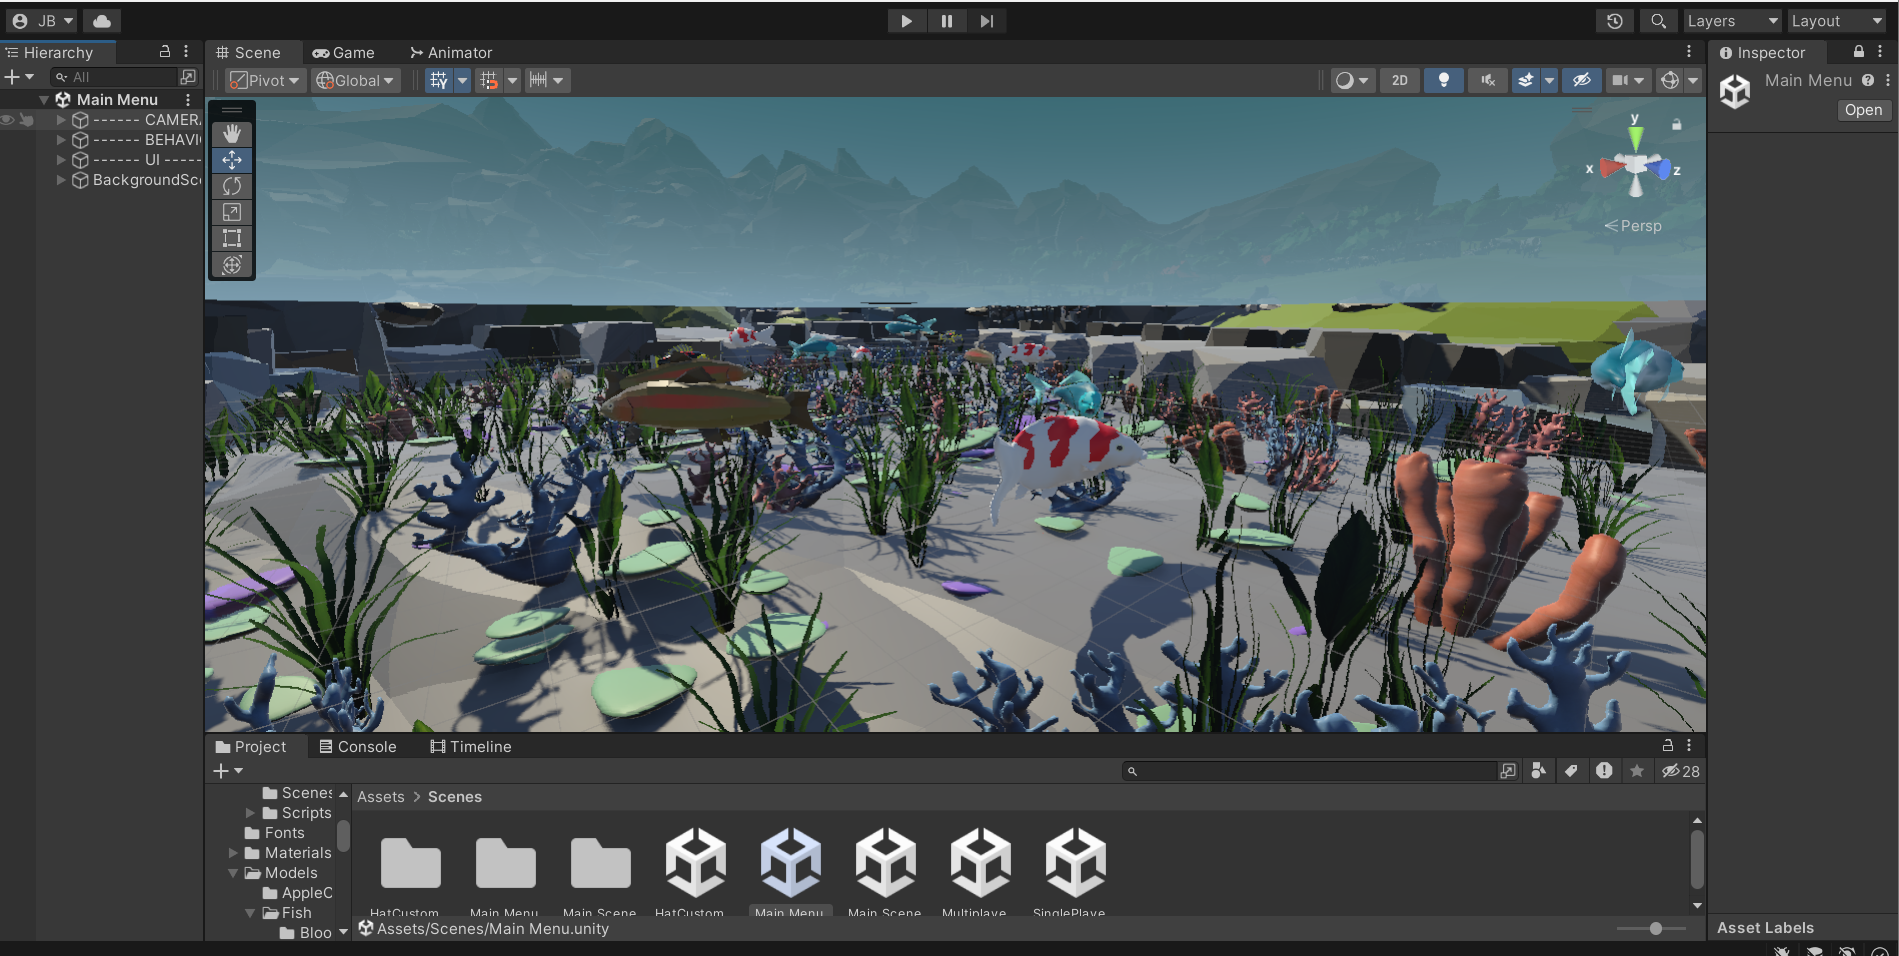 JB
Layers
Layout
Hierarchy
Scene
Game
Animator
Inspector
All
Pivot
Global
2D
Main Menu
Open
Main Menu
------ CAMERA
------ BEHAVI
------ UI -----
BackgroundSce
y
x
z
Persp
Project
Console
Timeline
28
Assets > Scenes
Scenes
Scripts
Fonts
Materials
Models
AppleC
Fish
Bloo
HatCustom
Main Menu
Main Scene
HatCustom
Main Menu
Main Scene
Multiplaye
SinglePlaye
Assets/Scenes/Main Menu.unity
Asset Labels